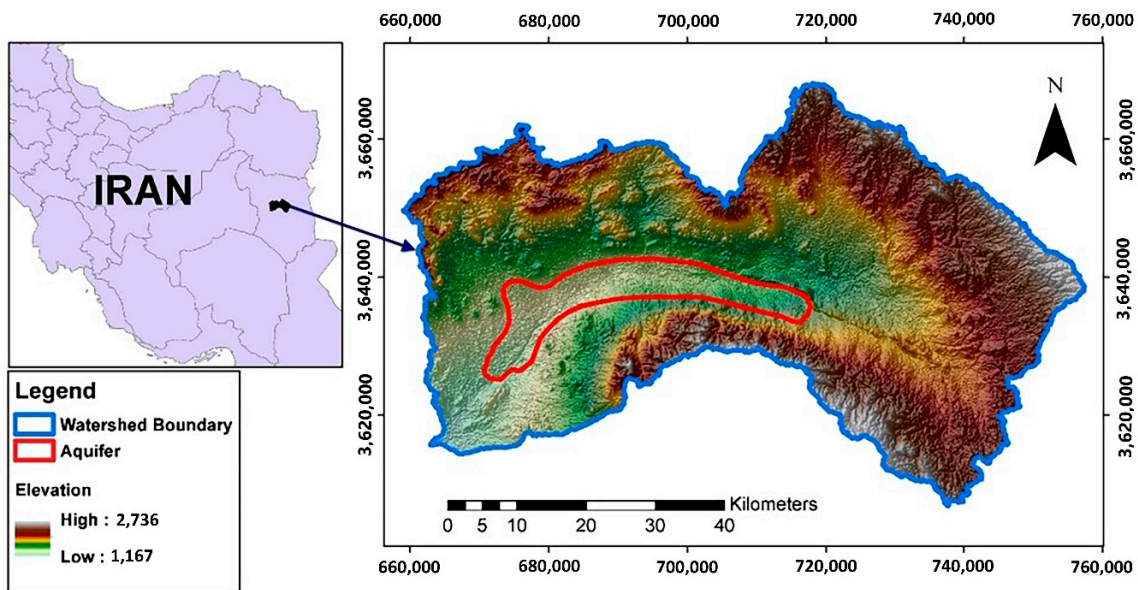 660,000 680,000 700,000 720,000 740,000 760,000
IRAN
N
3,660,000
3,640,000
3,620,000
3,660,000
3,640,000
3,620,000
Legend
Watershed Boundary
Aquifer
Elevation
High : 2,736
Low : 1,167
Kilometers
0 5 10 20 30 40
660,000 680,000 700,000 720,000 740,000 760,000